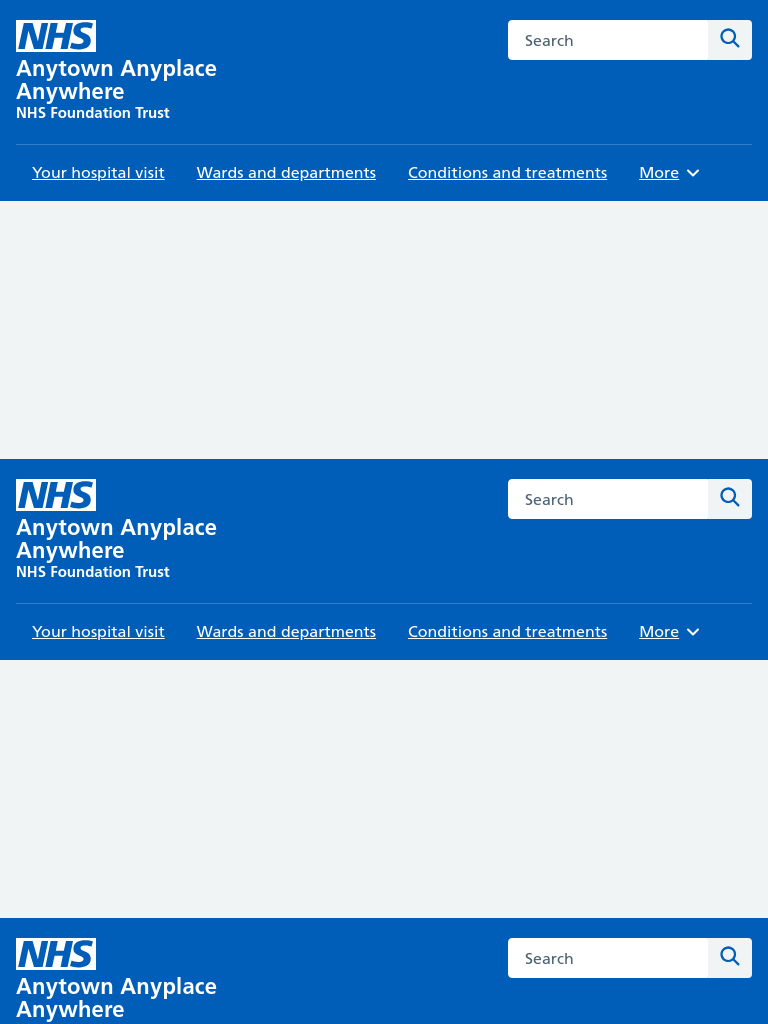 NHS
Search
Anytown Anyplace
Anywhere
NHS Foundation Trust
Your hospital visit Wards and departments Conditions and treatments More
NHS
Search
Anytown Anyplace
Anywhere
NHS Foundation Trust
Your hospital visit Wards and departments Conditions and treatments More
NHS
Search
Anytown Anyplace
Anywhere